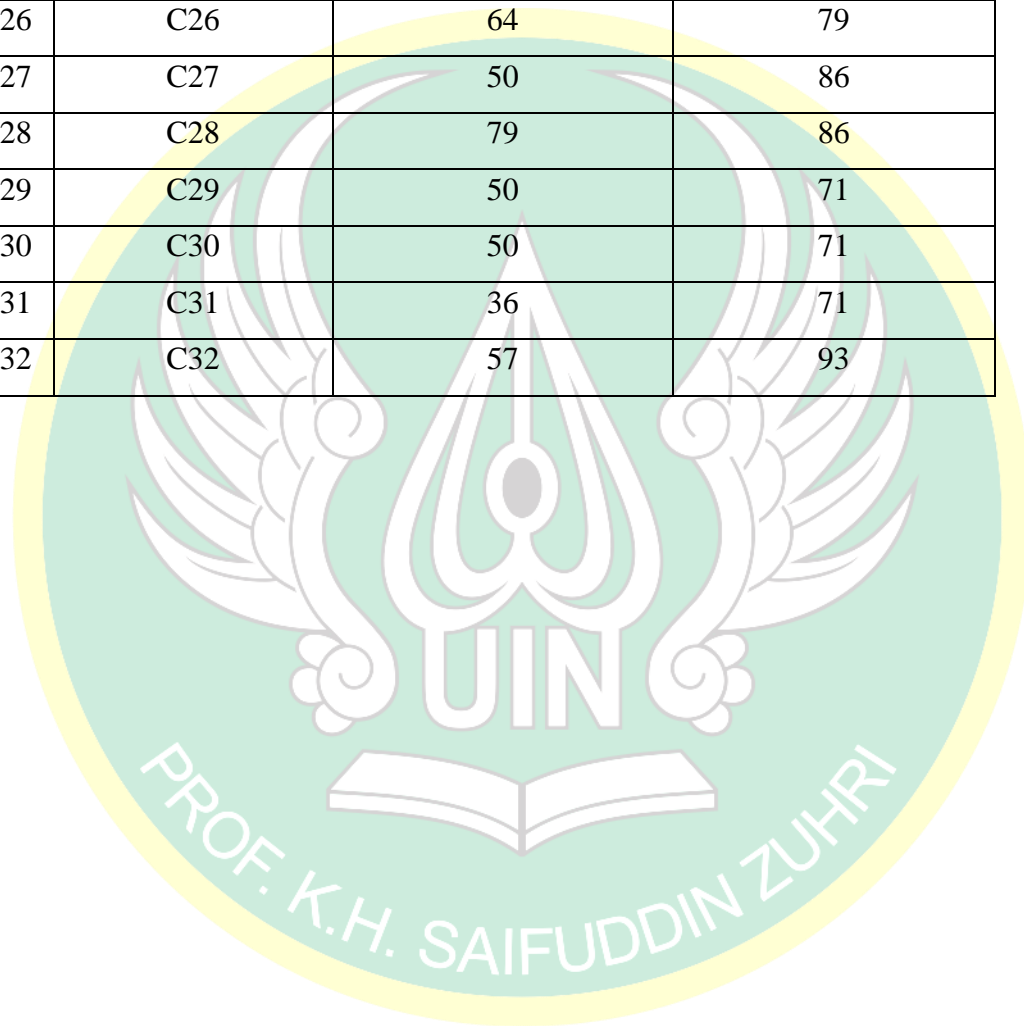 26 C26 64 79
27 C27 50 86
28 C28 79 86
29 C29 50 71
30 C30 50 71
31 C31 36 71
32 C32 57 93
UIN
PROF. K.H. SAIFUDDIN ZUHRI